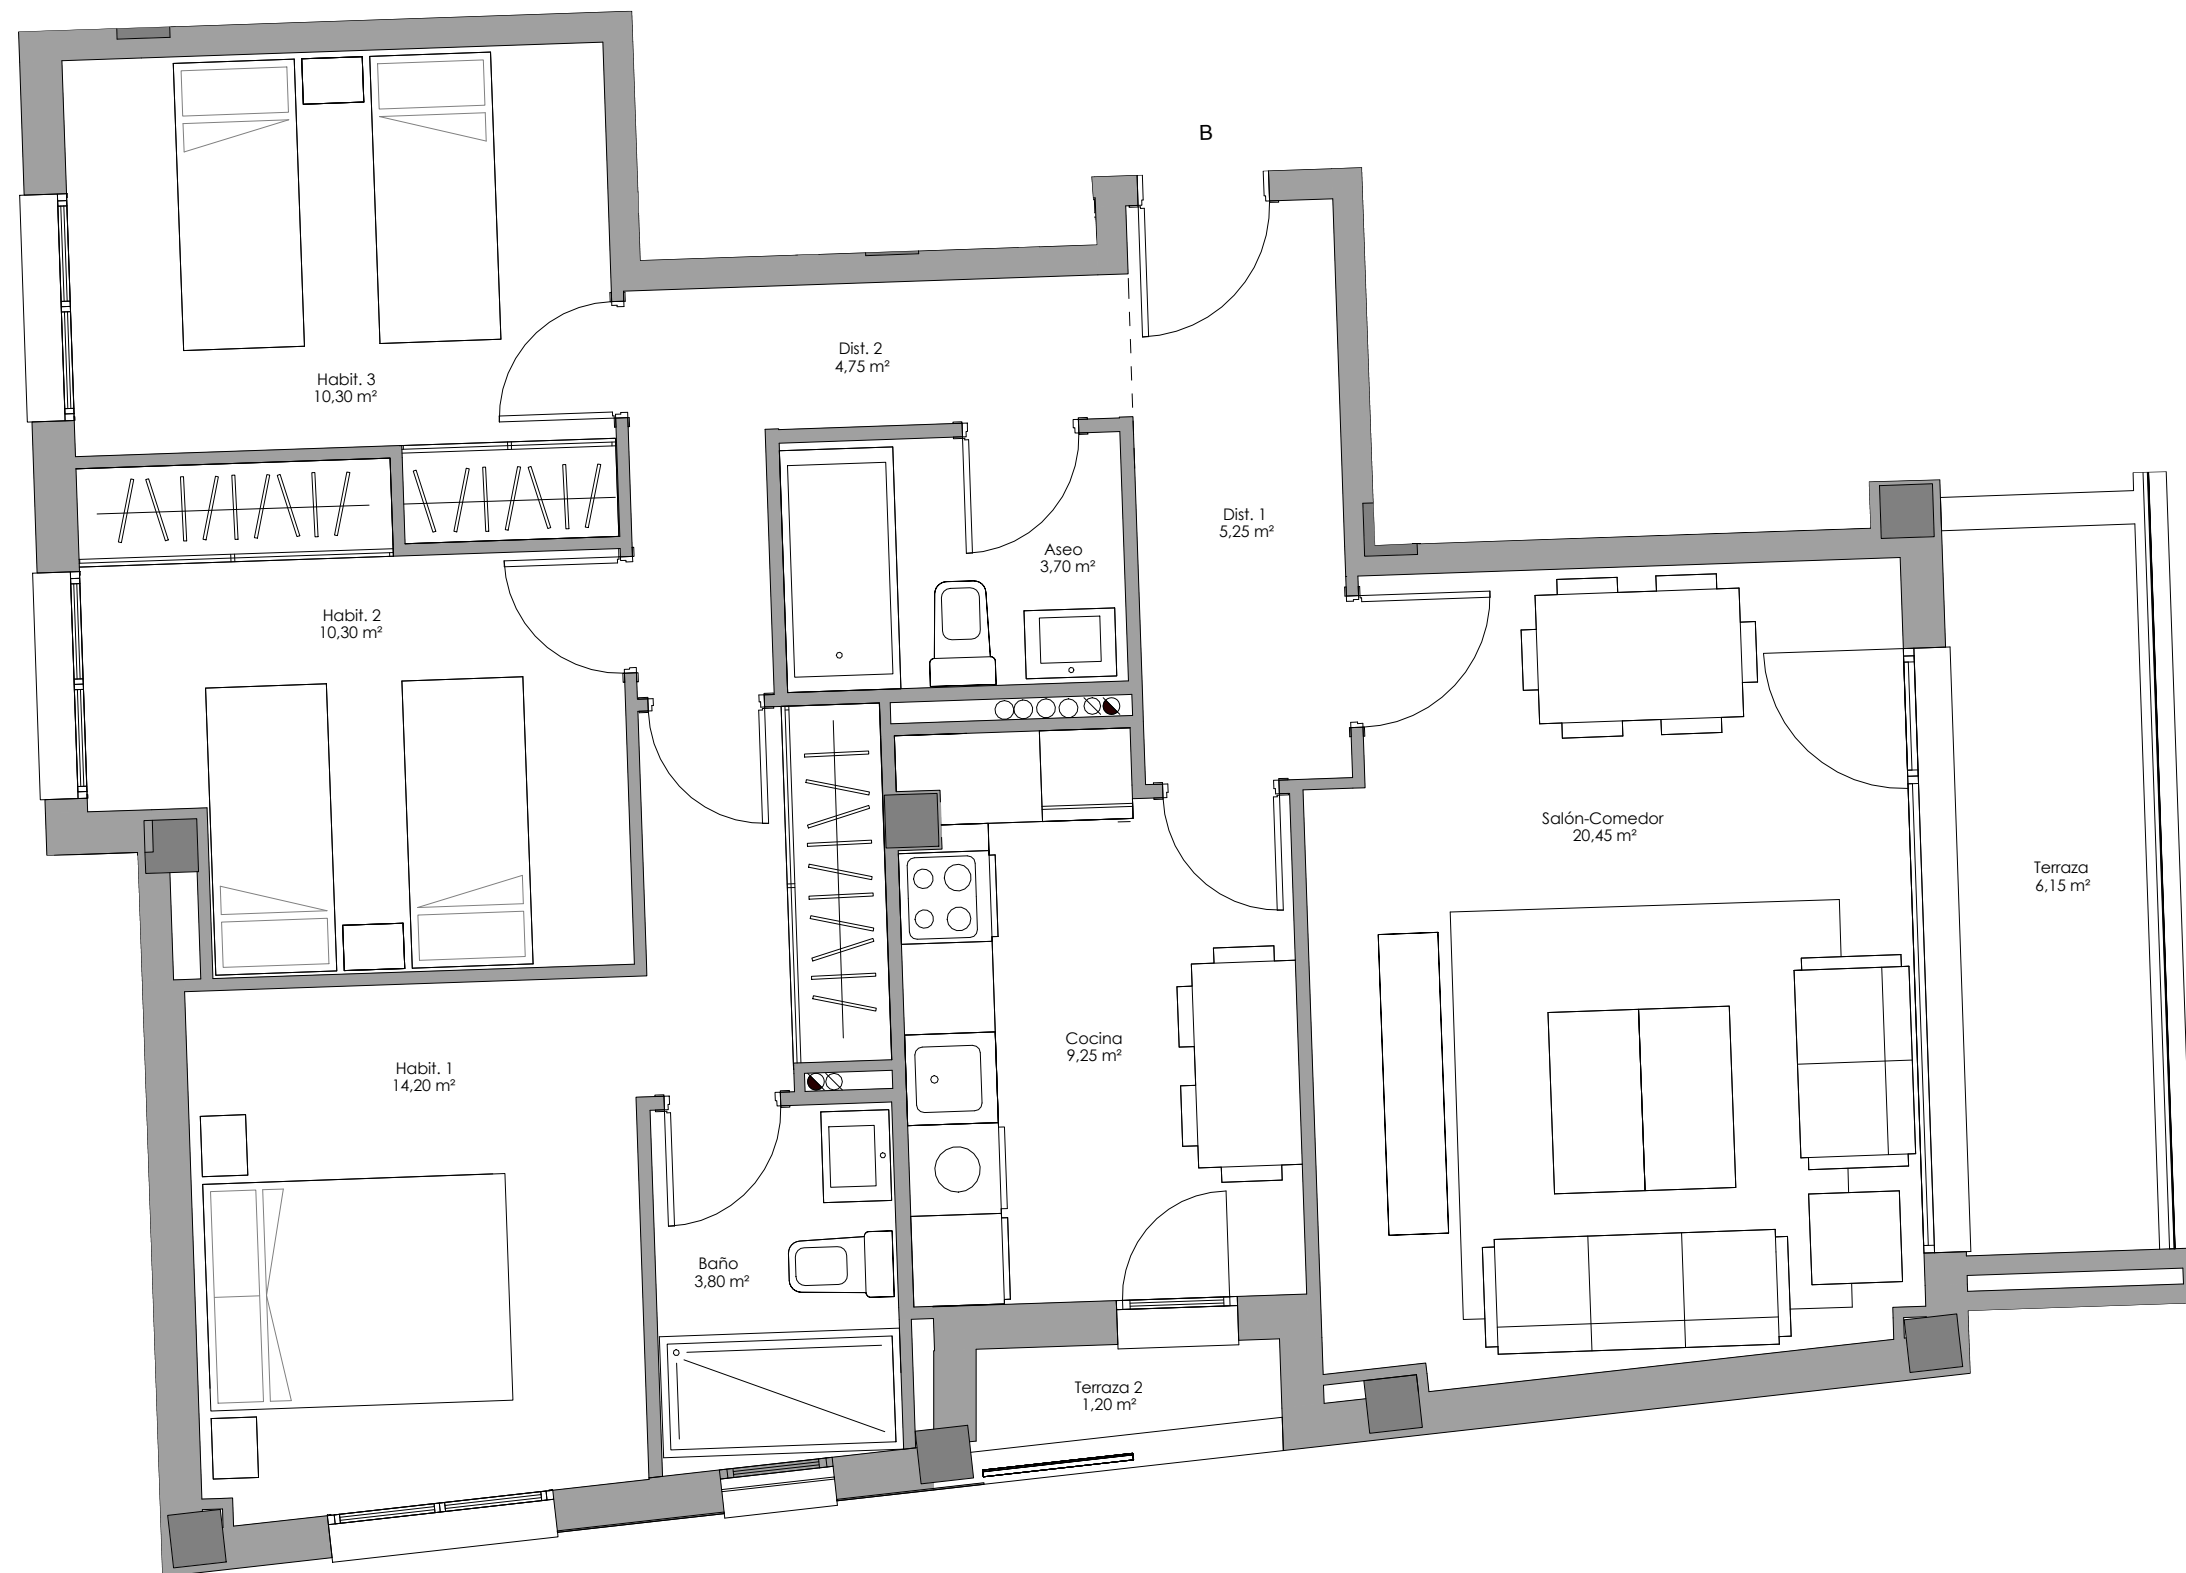 B
Dist. 2
4,75 m²
Habit. 3
10,30 m²
Dist. 1
5,25 m²
Aseo
3,70 m²
Habit. 2
10,30 m²
Salón-Comedor
20,45 m²
Terraza
6,15 m²
Cocina
9,25 m²
Habit. 1
14,20 m²
Baño
3,80 m²
Terraza 2
1,20 m²